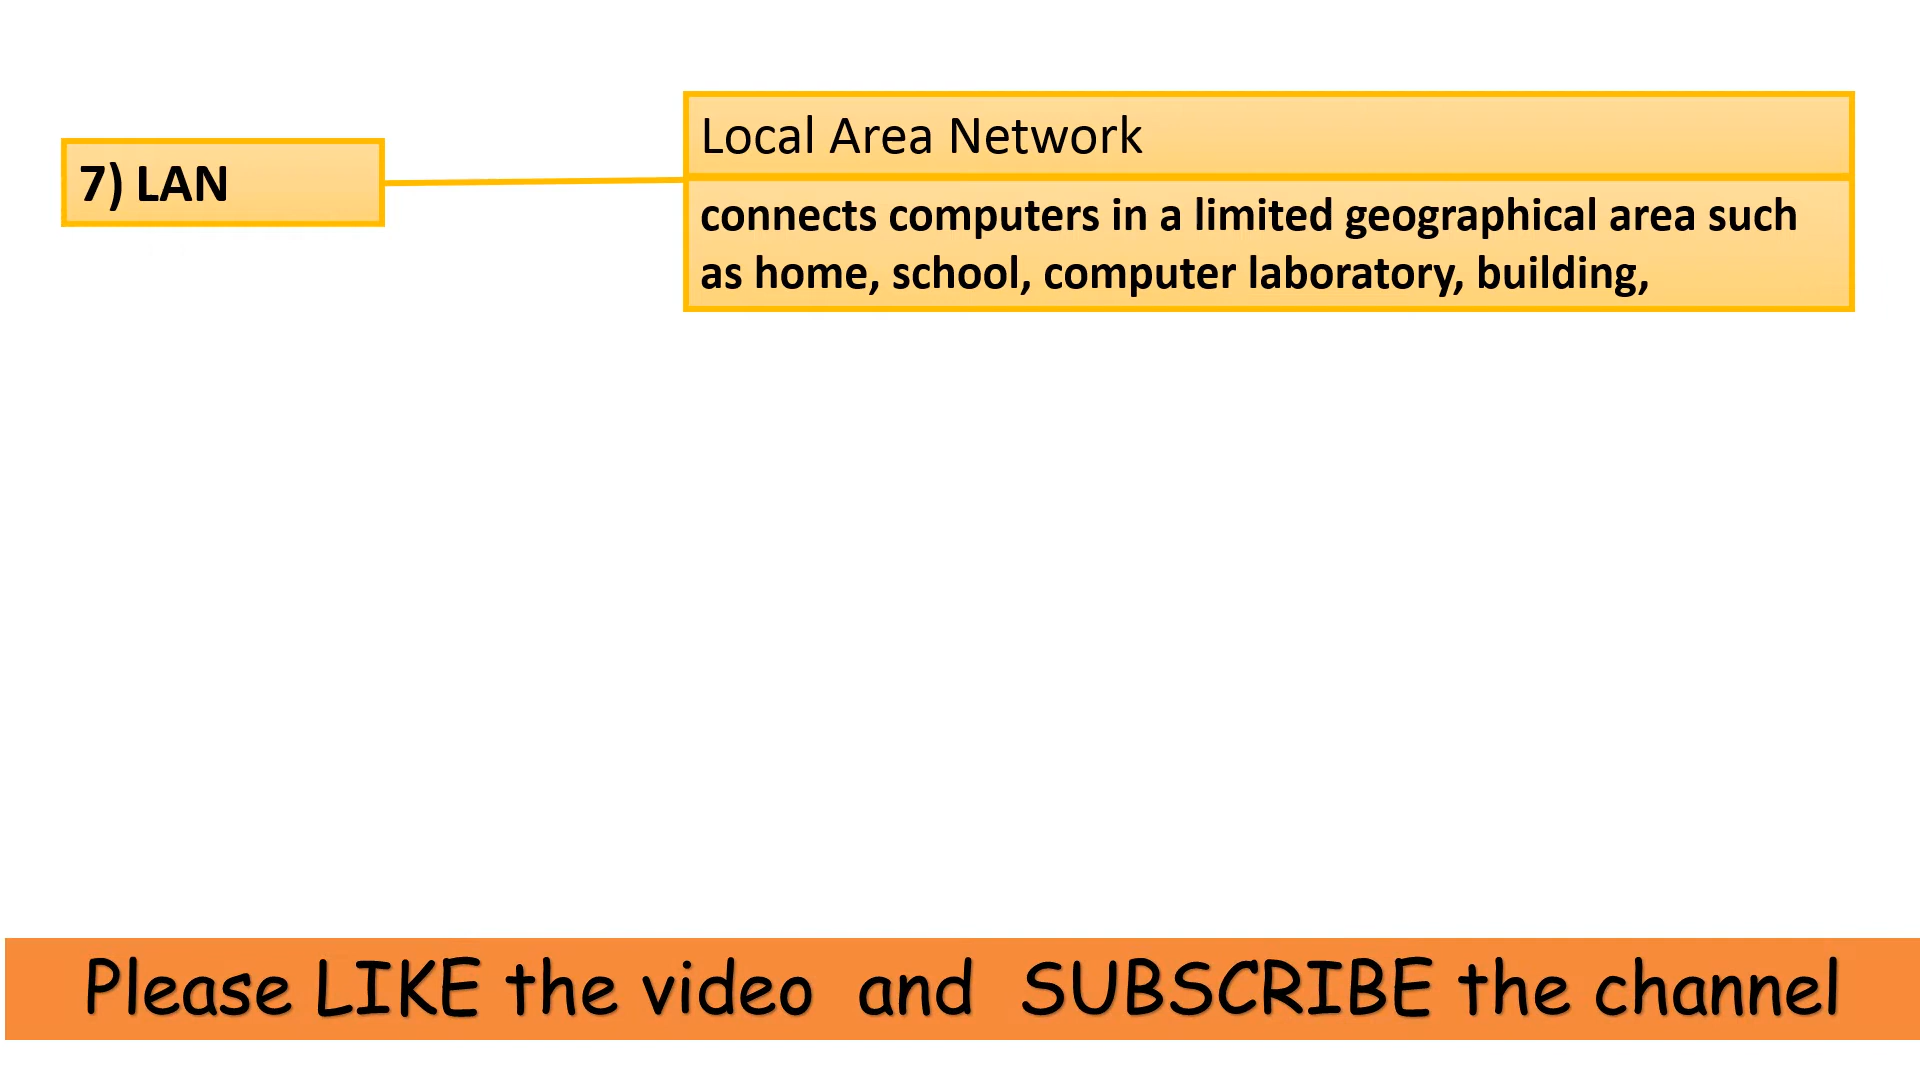 7) LAN
Local Area Network
connects computers in a limited geographical area such
as home, school, computer laboratory, building,
Please LIKE the video and SUBSCRIBE the channel